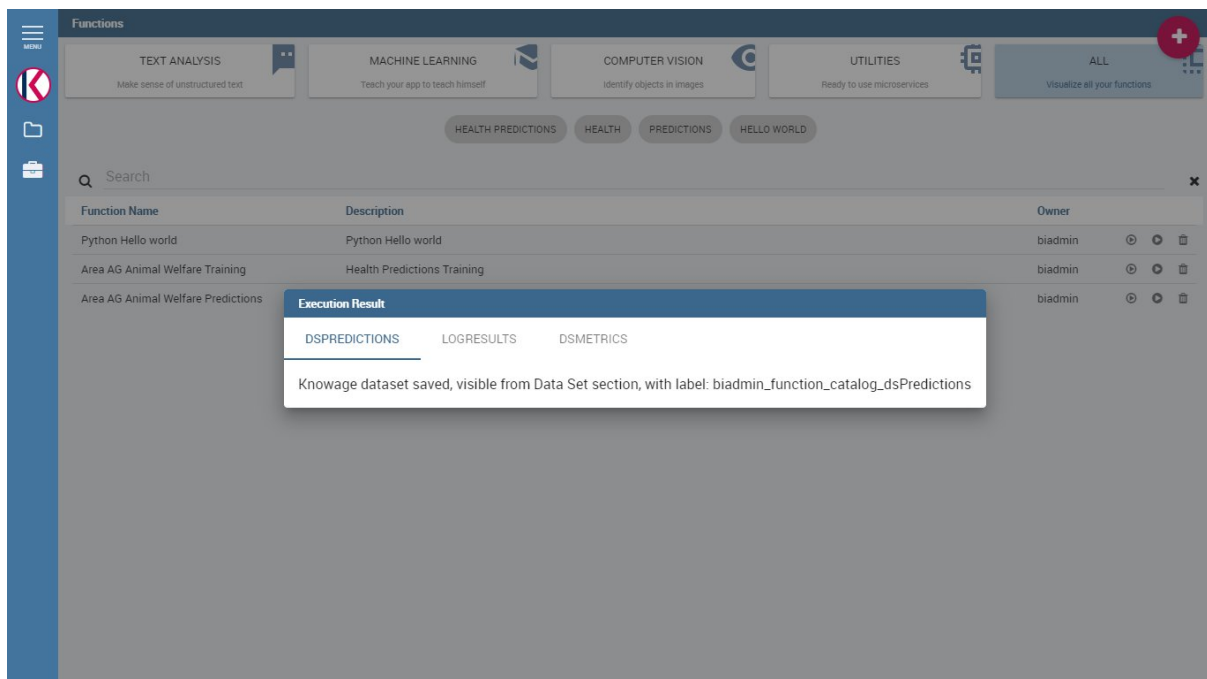 Functions
MENU
TEXT ANALYSIS
Make sense of unstructured text
MACHINE LEARNING
Teach your app to teach himself
COMPUTER VISION
Identify objects in images
UTILITIES
Ready to use microservices
ALL
Visualize all your functions
HEALTH PREDICTIONS HEALTH PREDICTIONS HELLO WORLD
Search
Function Name Description Owner
Python Hello world Python Hello world biadmin
Area AG Animal Welfare Training Health Predictions Training biadmin
Area AG Animal Welfare Predictions biadmin
Execution Result
DSPREDICTIONS LOGRESULTS DSMETRICS
Knowage dataset saved, visible from Data Set section, with label: biadmin_function_catalog_dsPredictions